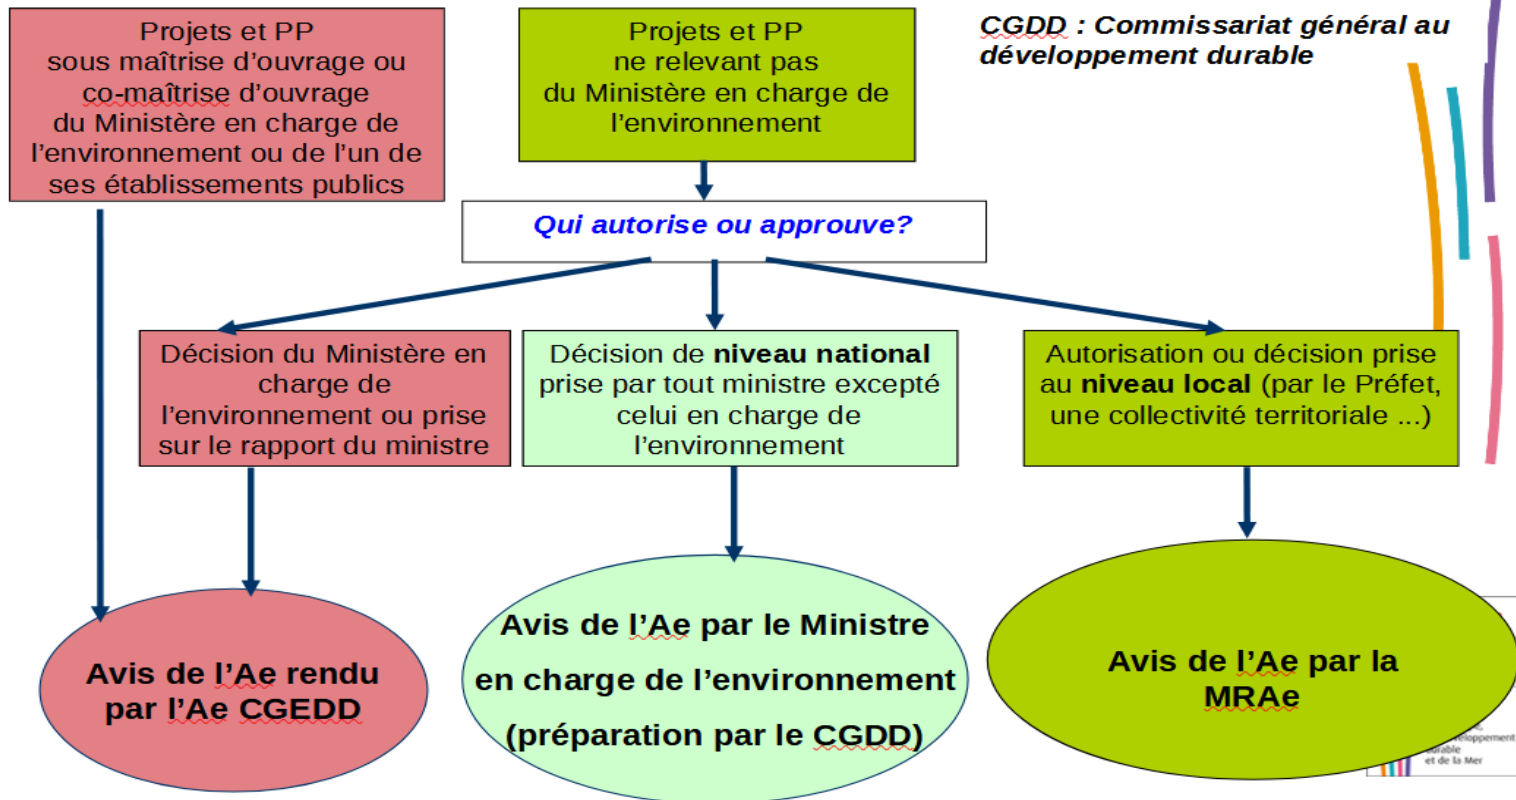 Projets et PP
sous maîtrise d’ouvrage ou
co-maîtrise d’ouvrage
du Ministère en charge de
l’environnement ou de l’un de
ses établissements publics
Projets et PP
ne relevant pas
du Ministère en charge de
l’environnement
CGDD : Commissariat général au
développement durable
Qui autorise ou approuve?
Décision du Ministère en
charge de
l’environnement ou prise
sur le rapport du ministre
Décision de niveau national
prise par tout ministre excepté
celui en charge de
l’environnement
Autorisation ou décision prise
au niveau local (par le Préfet,
une collectivité territoriale ...)
Avis de l’Ae rendu
par l’Ae CGEDD
Avis de l’Ae par le Ministre
en charge de l’environnement
(préparation par le CGDD)
Avis de l’Ae par la
MRAe
et de la Mer